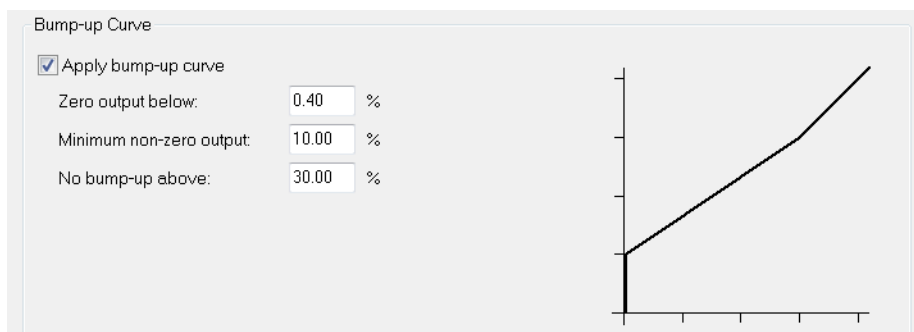 Bump-up Curve
Apply bump-up curve
Zero output below: 0.40 %
Minimum non-zero output: 10.00 %
No bump-up above: 30.00 %